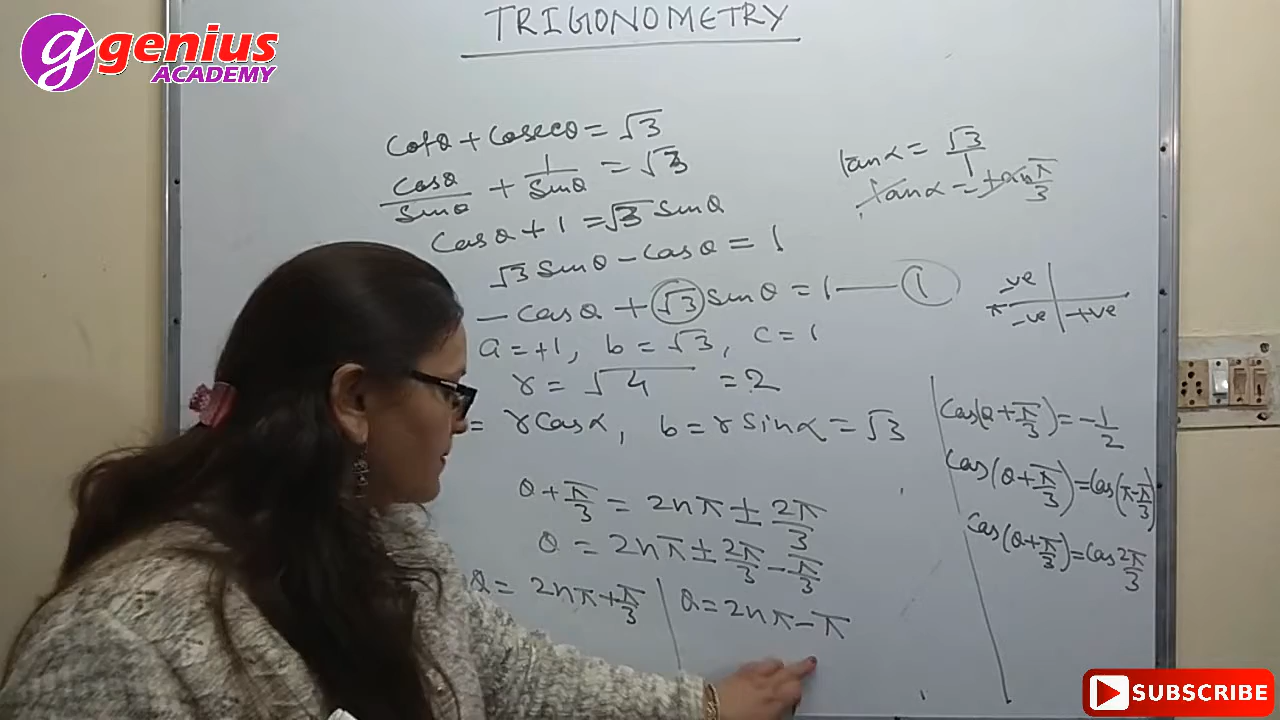 genius
ACADEMY
TRIGONOMETRY
cotθ + cosecθ = √3
cosθ/sinθ + 1/sinθ = √3
cosθ + 1 = √3 sinθ
√3 sinθ - cosθ = 1
- cosθ + √3 sinθ = 1 —— 1
a = +1, b = √3, c = 1
r = √4 = 2
= r cosα, b = r sinα = √3
θ + π/3 = 2nπ ± 2π/3
θ = 2nπ ± 2π/3 - π/3
θ = 2nπ + π/3
θ = 2nπ - π
tanα = √3/1
tanα = tan π/3
-ve
π
-ve
+ve
cos(θ + π/3) = -1/2
cos(θ + π/3) = cos(π - π/3)
cos(θ + π/3) = cos 2π/3
SUBSCRIBE